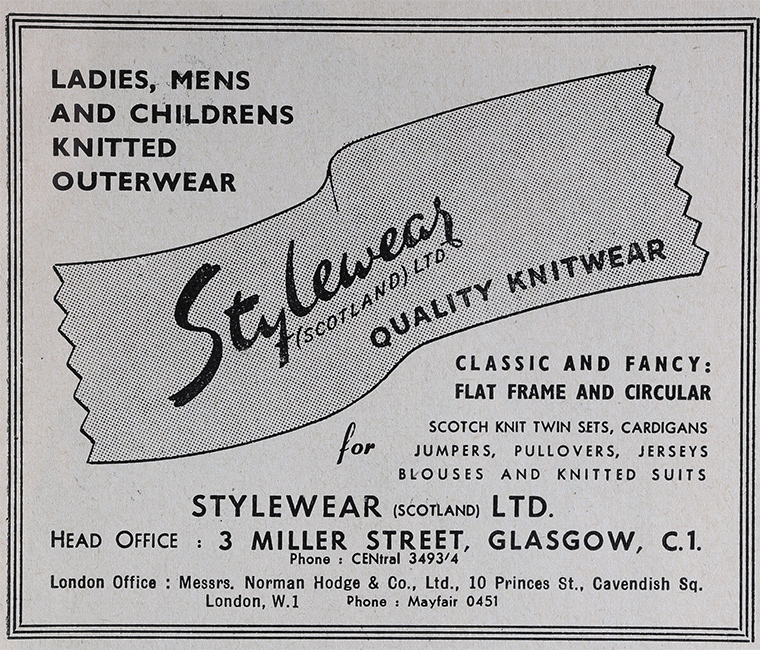 LADIES, MENS
AND CHILDRENS
KNITTED
OUTERWEAR
Stylewear
(SCOTLAND) LTD
QUALITY KNITWEAR
CLASSIC AND FANCY:
FLAT FRAME AND CIRCULAR
for
SCOTCH KNIT TWIN SETS, CARDIGANS
JUMPERS, PULLOVERS, JERSEYS
BLOUSES AND KNITTED SUITS
STYLEWEAR (SCOTLAND) LTD.
HEAD OFFICE : 3 MILLER STREET, GLASGOW, C.1.
Phone : CENtral 3493/4
London Office : Messrs. Norman Hodge & Co., Ltd., 10 Princes St., Cavendish Sq.
London, W.1 Phone : Mayfair 0451